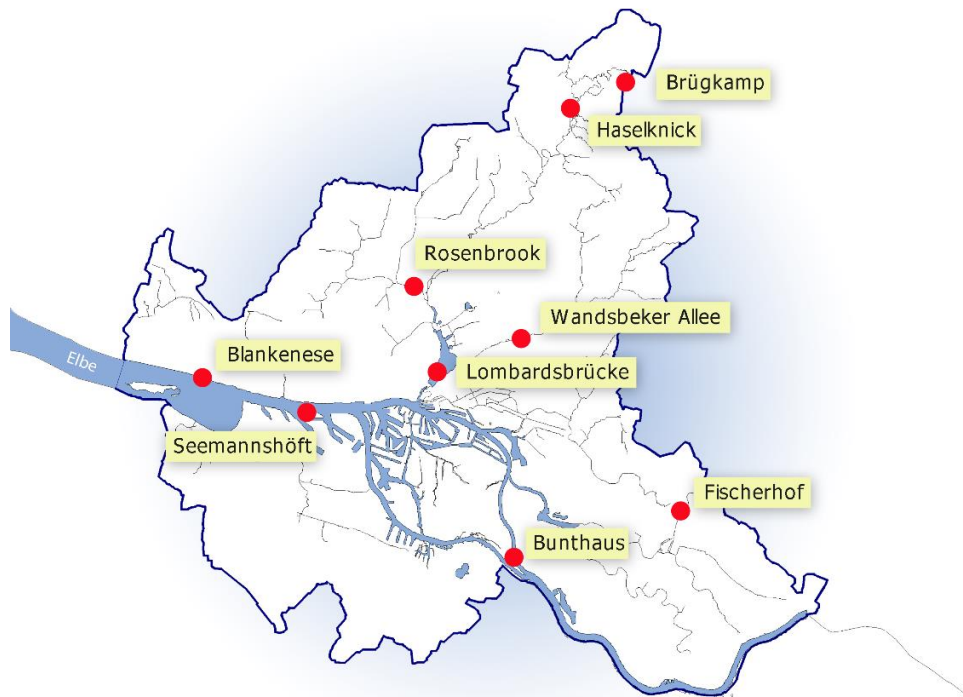 Brügkamp
Haselknick
Rosenbrook
Wandsbeker Allee
Blankenese
Elbe
Lombardsbrücke
Seemannshöft
Fischerhof
Bunthaus